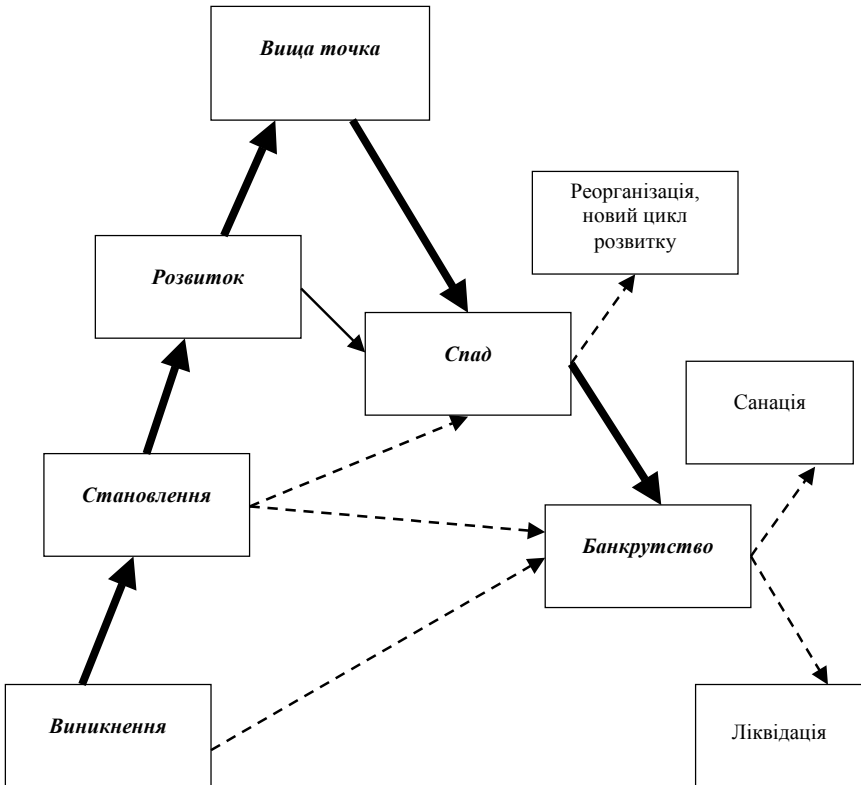 Вища точка
Реорганізація,
новий цикл
розвитку
Розвиток
Спад
Санація
Становлення
Банкрутство
Виникнення
Ліквідація